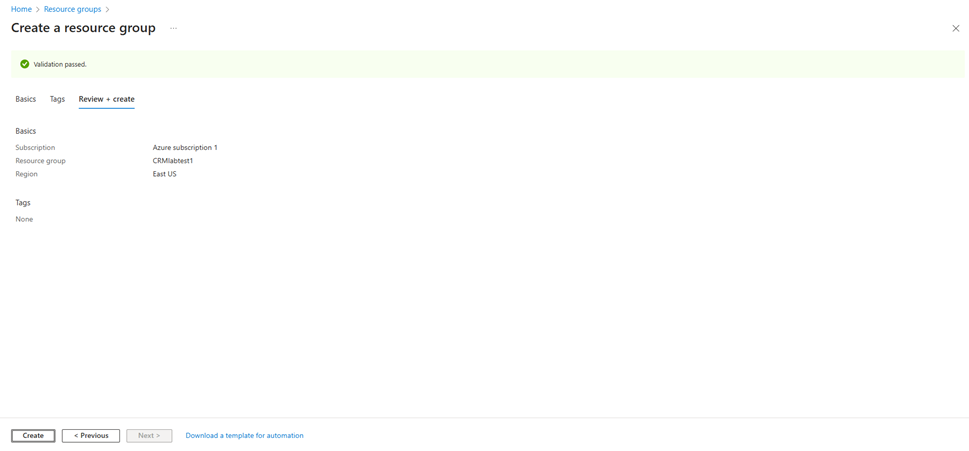 Home > Resource groups >
Create a resource group ...
Validation passed.
Basics Tags Review + create
Basics
Subscription Azure subscription 1
Resource group CRMlabtest1
Region East US
Tags
None
Create < Previous Next > Download a template for automation